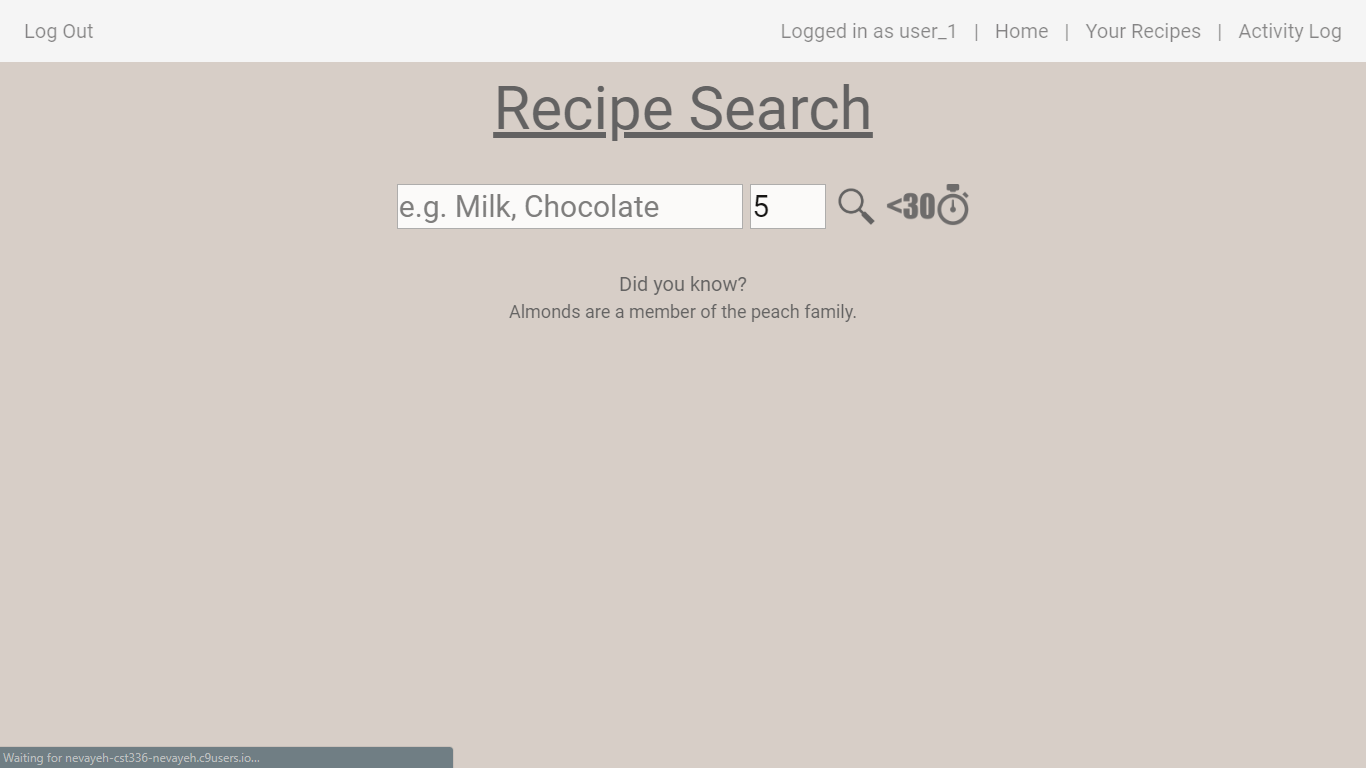 Log Out
Logged in as user_1 | Home | Your Recipes | Activity Log
Recipe Search
e.g. Milk, Chocolate 5 <30
Did you know?
Almonds are a member of the peach family.
Waiting for nevayeh-cst336-nevayeh.c9users.io...